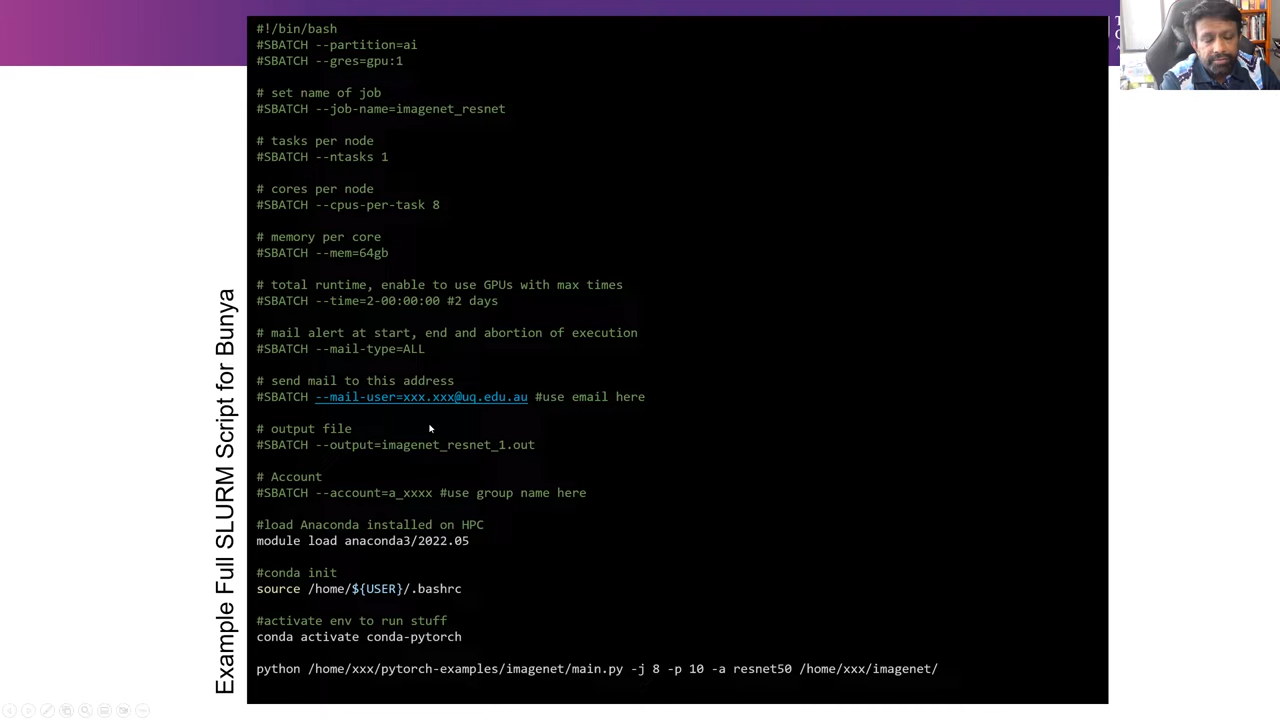 Example Full SLURM Script for Bunya
#!/bin/bash
#SBATCH --partition=ai
#SBATCH --gres=gpu:1
# set name of job
#SBATCH --job-name=imagenet_resnet
# tasks per node
#SBATCH --ntasks 1
# cores per node
#SBATCH --cpus-per-task 8
# memory per core
#SBATCH --mem=64gb
# total runtime, enable to use GPUs with max times
#SBATCH --time=2-00:00:00 #2 days
# mail alert at start, end and abortion of execution
#SBATCH --mail-type=ALL
# send mail to this address
#SBATCH --mail-user=xxx.xxx@uq.edu.au #use email here
# output file
#SBATCH --output=imagenet_resnet_1.out
# Account
#SBATCH --account=a_xxxx #use group name here
#load Anaconda installed on HPC
module load anaconda3/2022.05
#conda init
source /home/${USER}/.bashrc
#activate env to run stuff
conda activate conda-pytorch
python /home/xxx/pytorch-examples/imagenet/main.py -j 8 -p 10 -a resnet50 /home/xxx/imagenet/